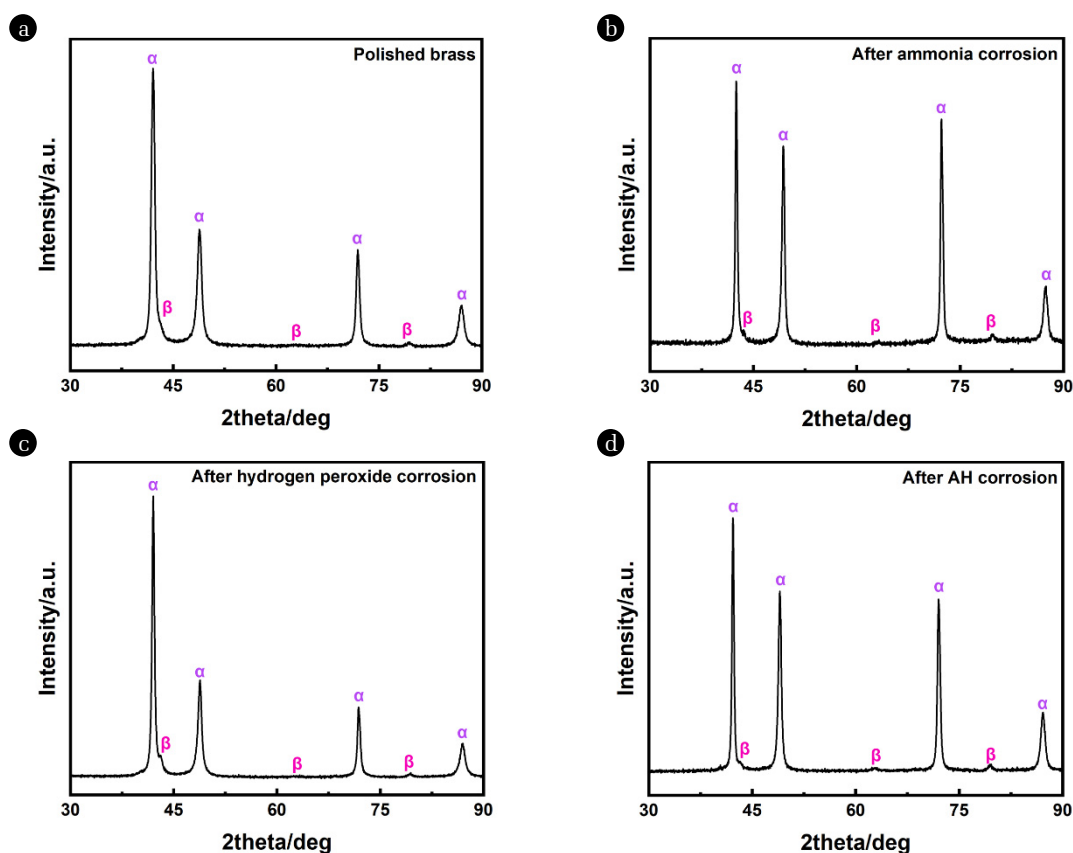 a
Polished brass
α
α
α
α
β
β
β
Intensity/a.u.
30 45 60 75 90
2theta/deg
b
After ammonia corrosion
α
α
α
α
β
β
β
Intensity/a.u.
30 45 60 75 90
2theta/deg
c
After hydrogen peroxide corrosion
α
α
α
α
β
β
β
Intensity/a.u.
30 45 60 75 90
2theta/deg
d
After AH corrosion
α
α
α
α
β
β
β
Intensity/a.u.
30 45 60 75 90
2theta/deg